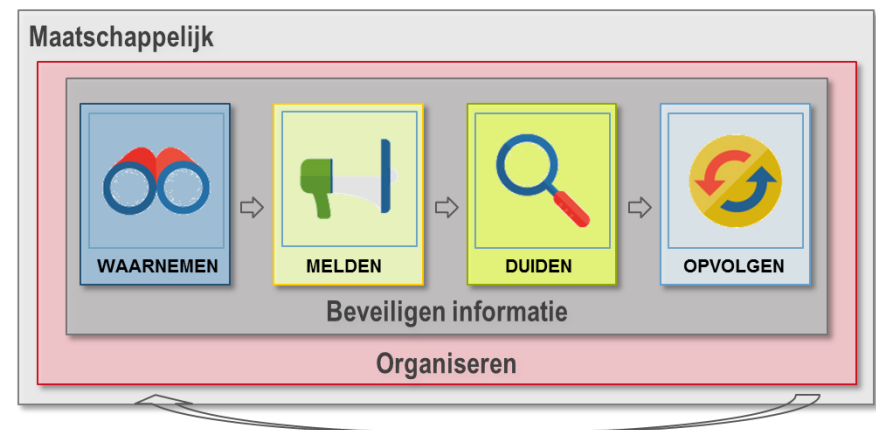 Maatschappelijk
WAARNEMEN
MELDEN
DUIDEN
OPVOLGEN
Beveiligen informatie
Organiseren